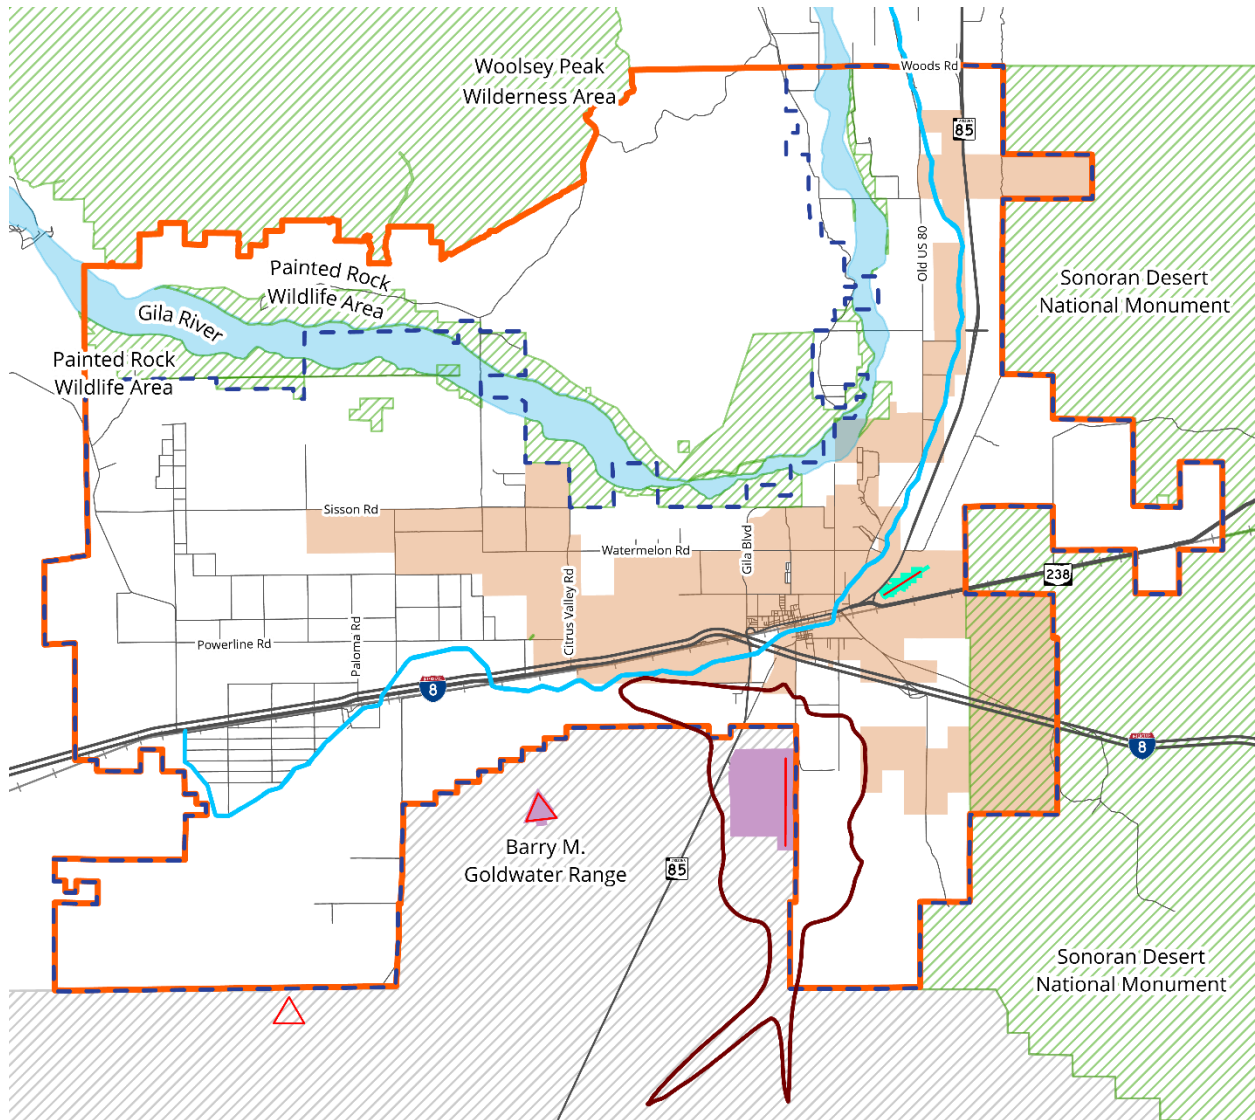 Woolsey Peak
Wilderness Area
Woods Rd
85
Old US 80
Sonoran Desert
National Monument
Painted Rock
Wildlife Area
Gila River
Painted Rock
Wildlife Area
Sisson Rd
Watermelon Rd
Gila Blvd
238
Citrus Valley Rd
Paloma Rd
Powerline Rd
8
8
Barry M.
Goldwater Range
85
Sonoran Desert
National Monument